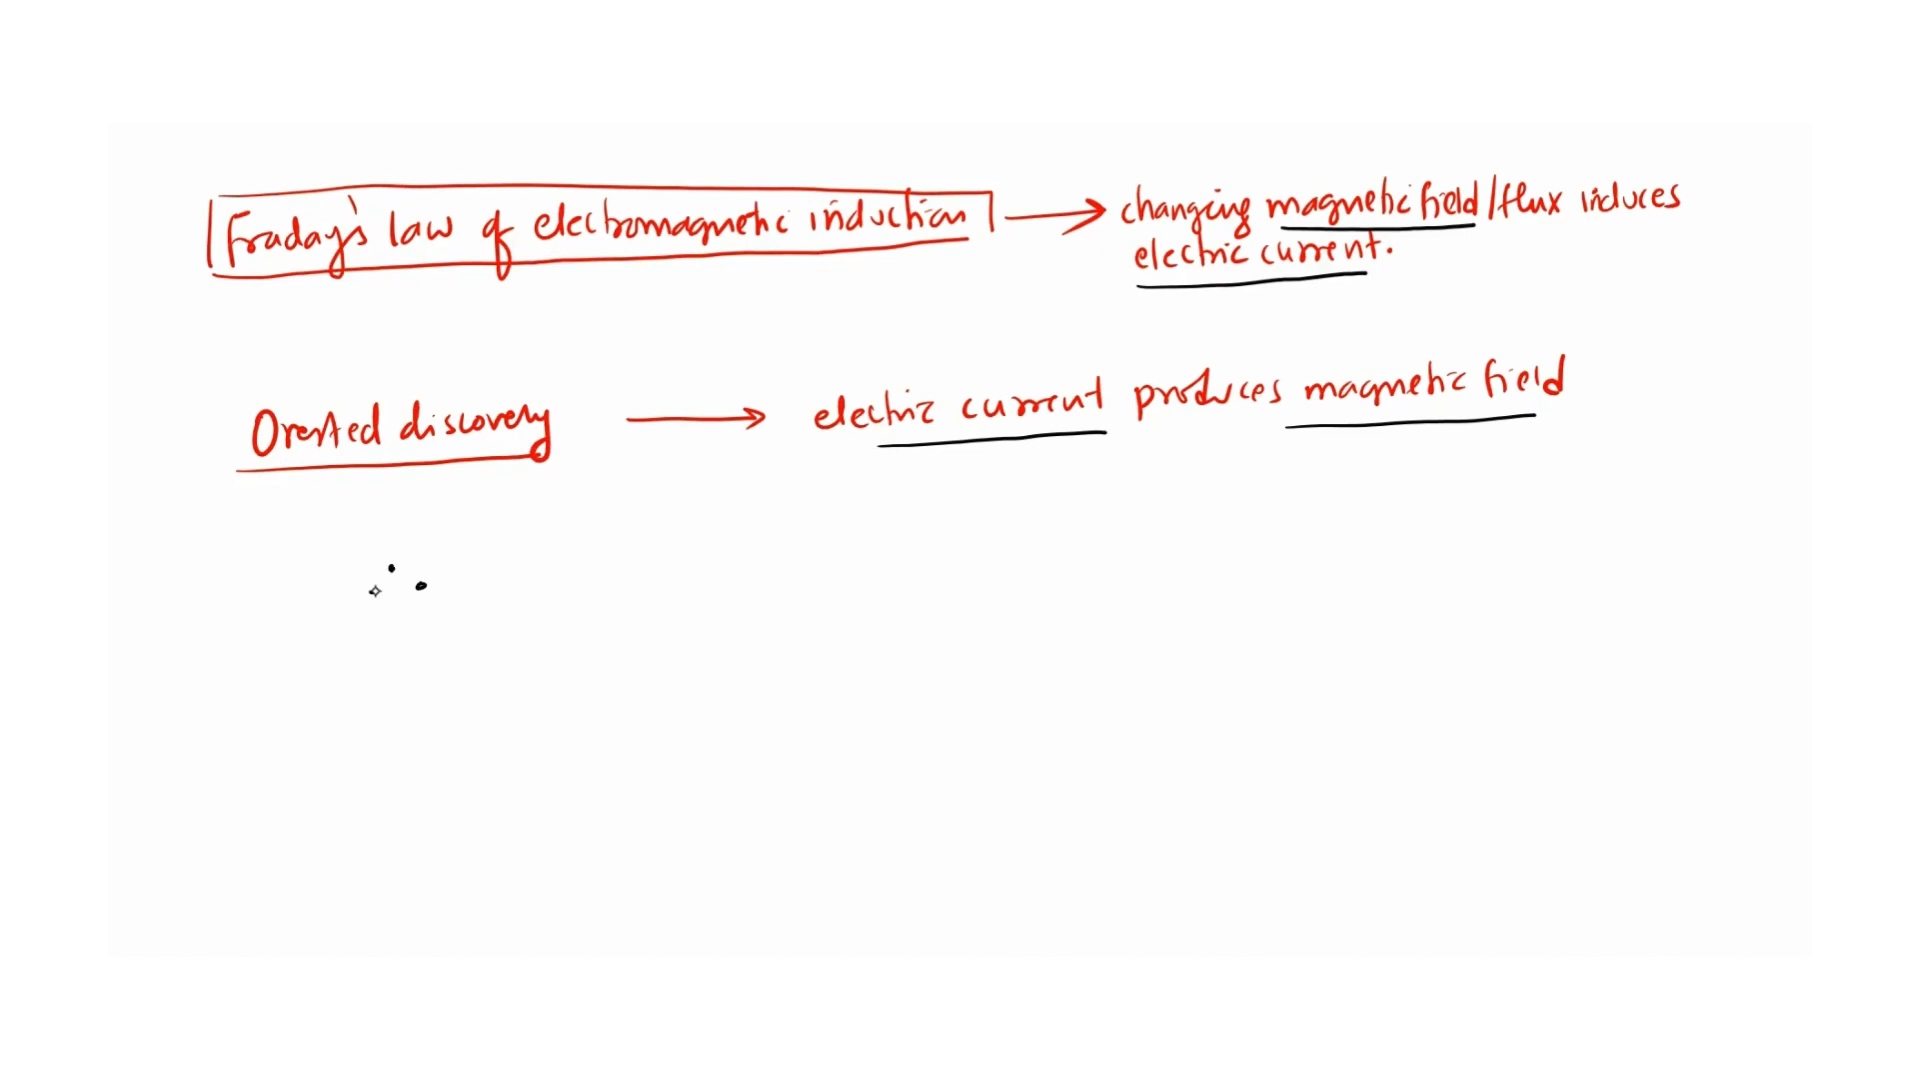 Fraday's law of electromagnetic induction → changing magnetic field/flux induces
electric current.
Orested discovery → electric current produces magnetic field
∴